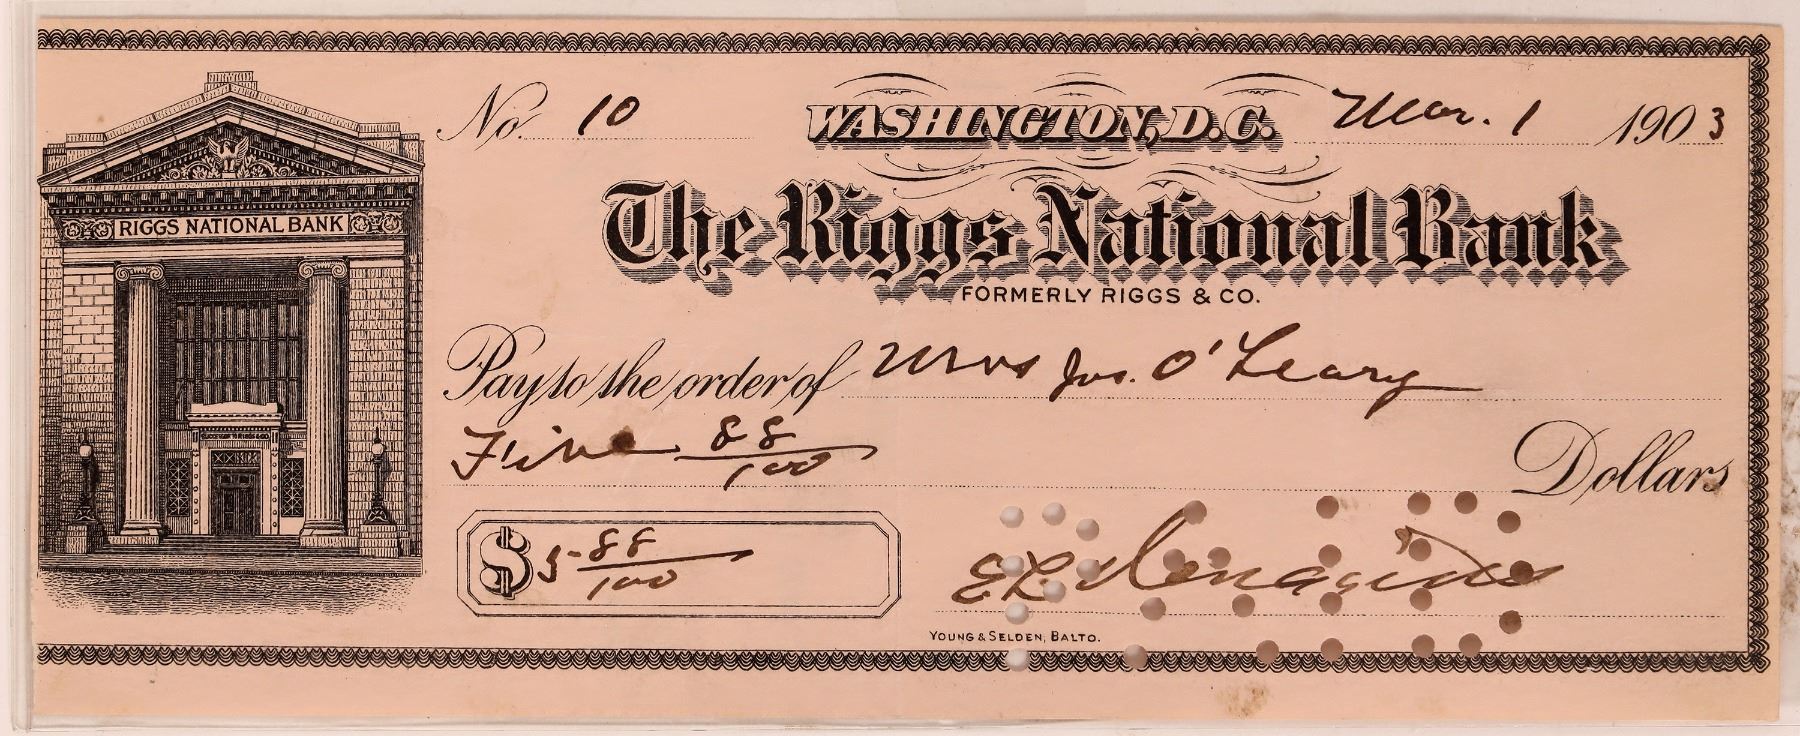 No. 10 WASHINGTON, D.C. Mar. 1 1903
The Riggs National Bank
FORMERLY RIGGS & CO.
RIGGS NATIONAL BANK
Pay to the order of Mrs Jas. O'Leary
Five 88/100 Dollars
$5-88/100
YOUNG & SELDEN, BALTO.